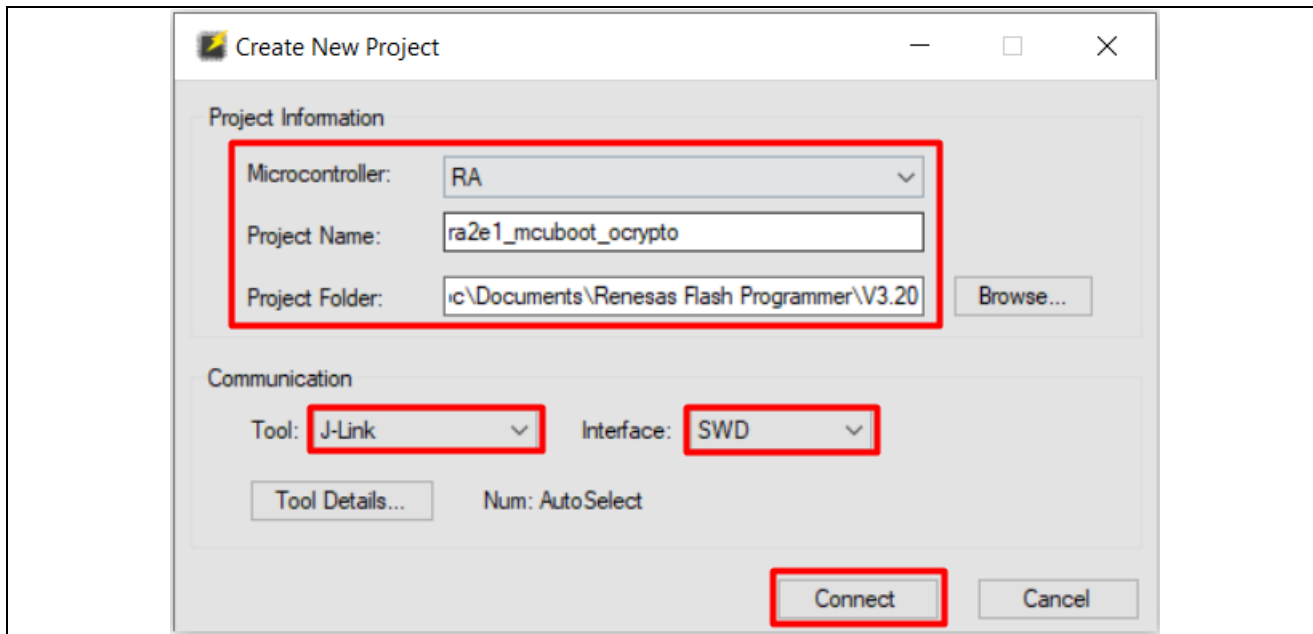 Create New Project
Project Information
Microcontroller: RA
Project Name: ra2e1_mcuboot_ocrypto
Project Folder: c\Documents\Renesas Flash Programmer\V3.20 Browse...
Communication
Tool: J-Link Interface: SWD
Tool Details... Num: AutoSelect
Connect Cancel